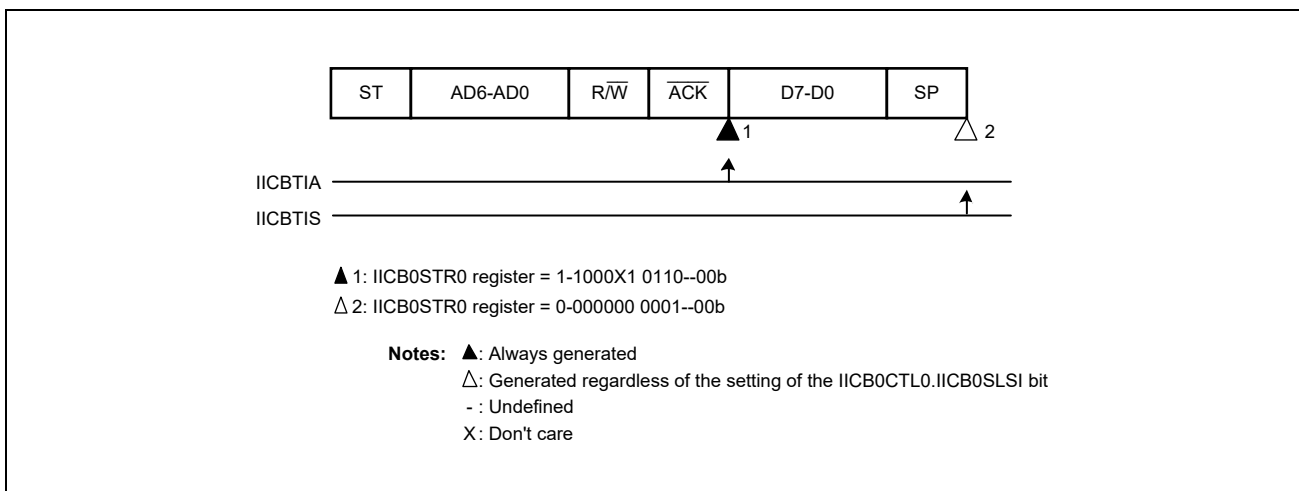 ST AD6-AD0 R/W ACK D7-D0 SP
▲1 △ 2
IICBTIA
IICBTIS
▲ 1: IICB0STR0 register = 1-1000X1 0110--00b
△ 2: IICB0STR0 register = 0-000000 0001--00b
Notes: ▲: Always generated
△: Generated regardless of the setting of the IICB0CTL0.IICB0SLSI bit
- : Undefined
X : Don't care